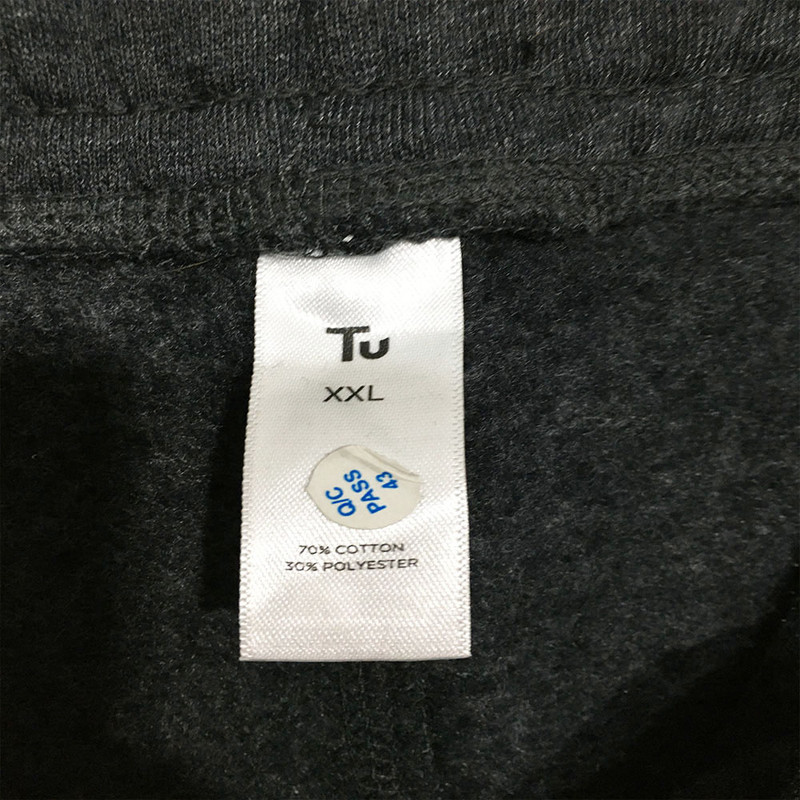 Tu
XXL
Q/C
PASS
43
70% COTTON
30% POLYESTER